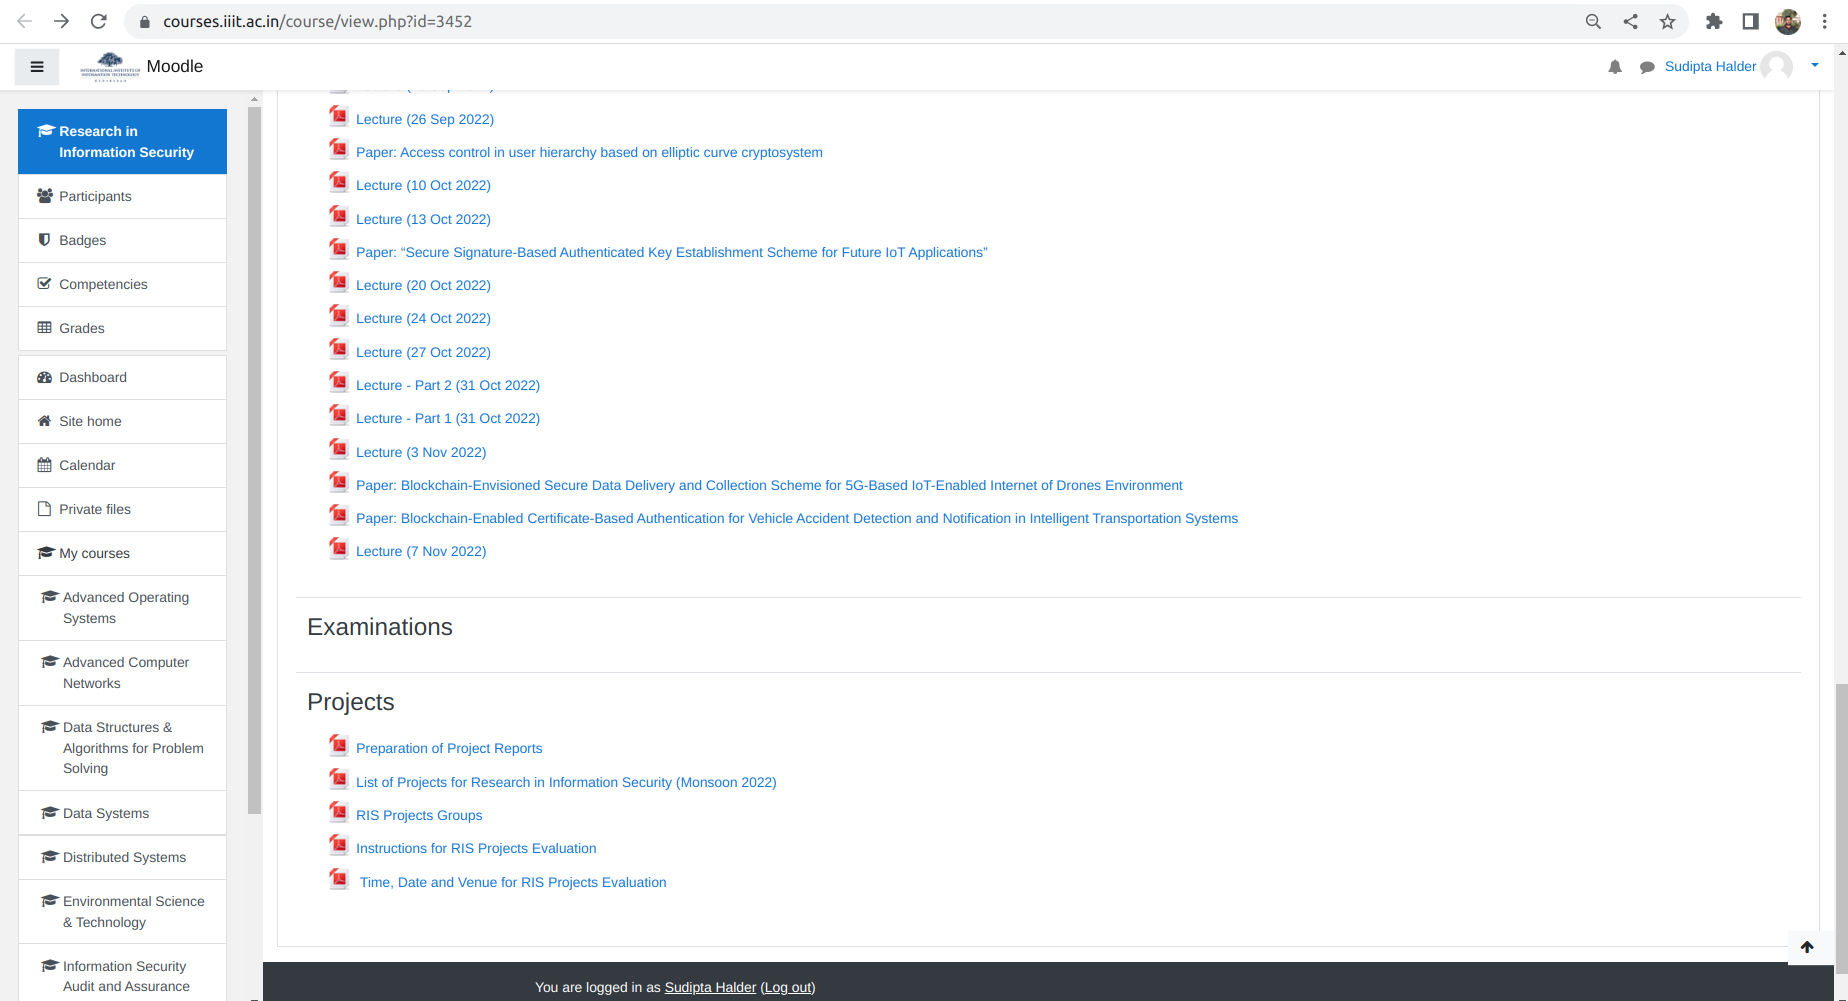 courses.iiit.ac.in/course/view.php?id=3452
INTERNATIONAL INSTITUTE OF
INFORMATION TECHNOLOGY
HYDERABAD
Moodle
Sudipta Halder
Research in
Information Security
Participants
Badges
Competencies
Grades
Dashboard
Site home
Calendar
Private files
My courses
Advanced Operating
Systems
Advanced Computer
Networks
Data Structures &
Algorithms for Problem
Solving
Data Systems
Distributed Systems
Environmental Science
& Technology
Information Security
Audit and Assurance
Lecture (26 Sep 2022)
Paper: Access control in user hierarchy based on elliptic curve cryptosystem
Lecture (10 Oct 2022)
Lecture (13 Oct 2022)
Paper: “Secure Signature-Based Authenticated Key Establishment Scheme for Future IoT Applications”
Lecture (20 Oct 2022)
Lecture (24 Oct 2022)
Lecture (27 Oct 2022)
Lecture - Part 2 (31 Oct 2022)
Lecture - Part 1 (31 Oct 2022)
Lecture (3 Nov 2022)
Paper: Blockchain-Envisioned Secure Data Delivery and Collection Scheme for 5G-Based IoT-Enabled Internet of Drones Environment
Paper: Blockchain-Enabled Certificate-Based Authentication for Vehicle Accident Detection and Notification in Intelligent Transportation Systems
Lecture (7 Nov 2022)
Examinations
Projects
Preparation of Project Reports
List of Projects for Research in Information Security (Monsoon 2022)
RIS Projects Groups
Instructions for RIS Projects Evaluation
Time, Date and Venue for RIS Projects Evaluation
You are logged in as Sudipta Halder (Log out)